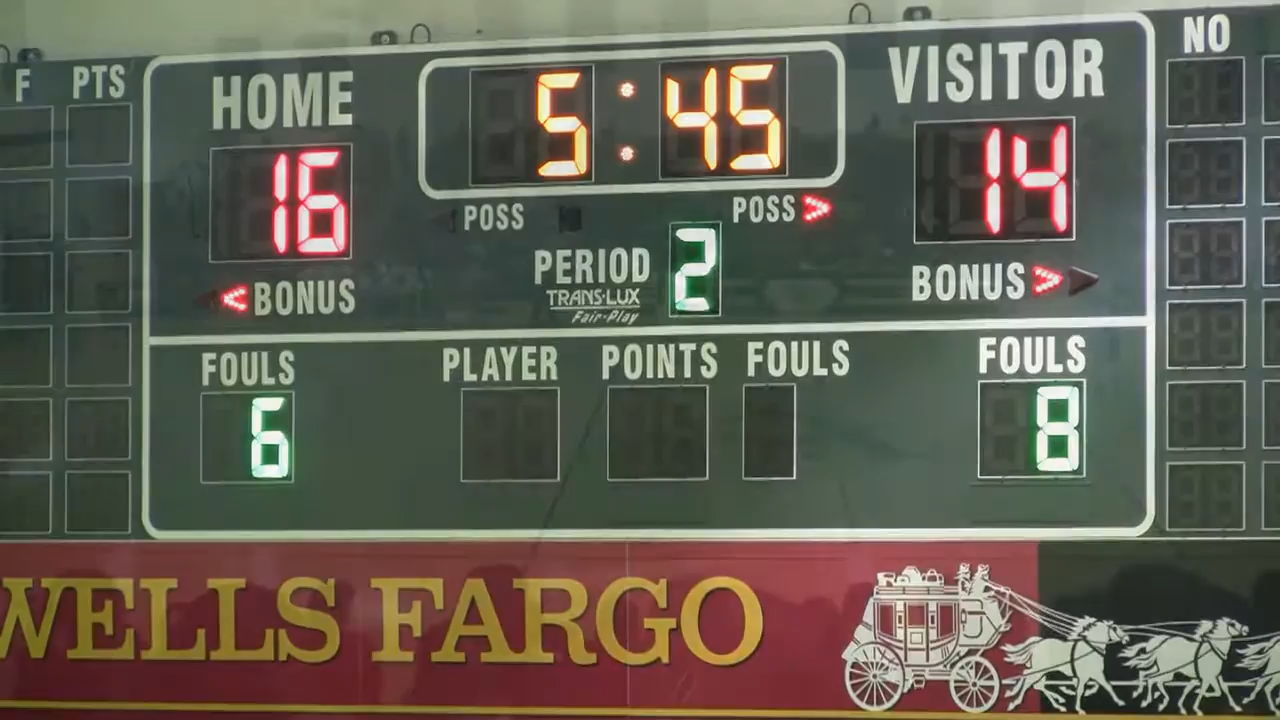 F PTS
HOME
5:45
VISITOR
NO
16
14
POSS
POSS >
PERIOD 2
TRANS-LUX
Fair-Play
< BONUS
BONUS >
FOULS
PLAYER
POINTS
FOULS
FOULS
6
8
WELLS FARGO